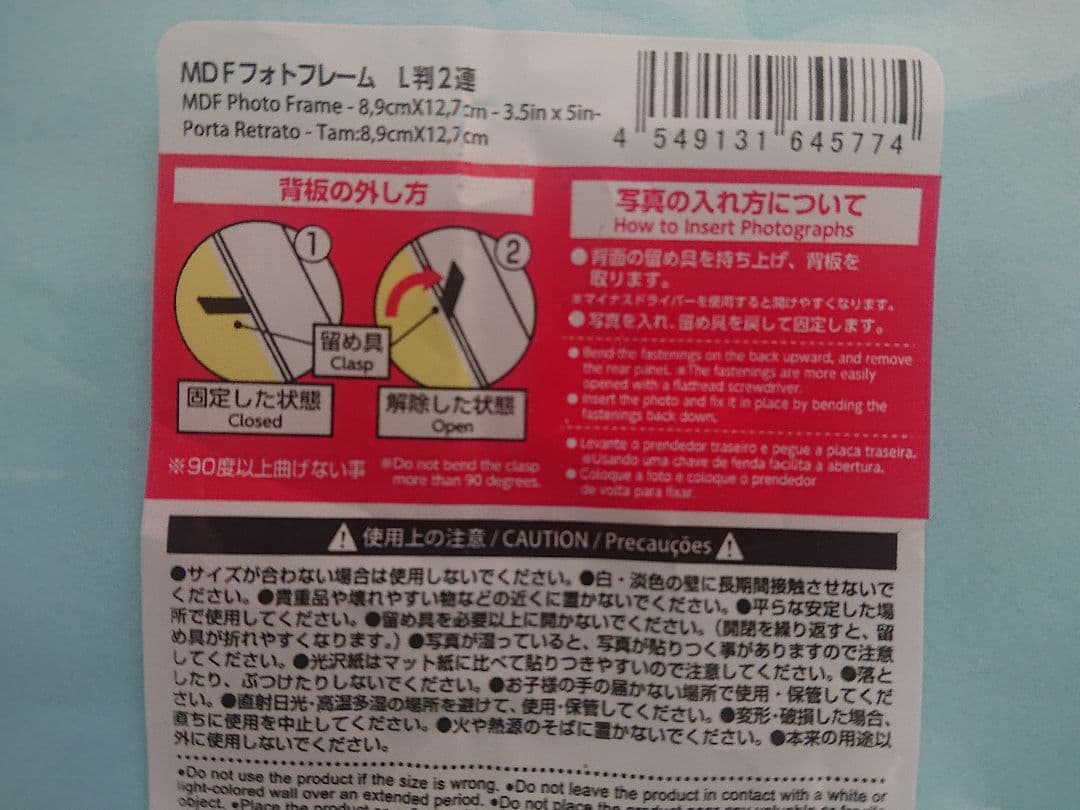 MDFフォトフレーム L判2連
MDF Photo Frame - 8,9cmX12,7cm - 3.5in x 5in-
Porta Retrato - Tam:8,9cmX12,7cm
4 549131 645774
背板の外し方
1
2
留め具
Clasp
固定した状態
Closed
解除した状態
Open
※90度以上曲げない事
※Do not bend the clasp
more than 90 degrees.
写真の入れ方について
How to Insert Photographs
●背面の留め具を持ち上げ、背板を
取ります。
※マイナスドライバーを使用すると開けやすくなります。
●写真を入れ、留め具を戻して固定します。
●Bend the fastenings on the back upward, and remove
the rear panel. ※The fastenings are more easily
opened with a flathead screwdriver.
●Insert the photo and fix it in place by bending the
fastenings back down.
●Levante o prendedor traseiro e pegue a placa traseira.
※Usando uma chave de fenda facilita a abertura.
●Coloque a foto e coloque o prendedor
de volta para fixar.
使用上の注意/CAUTION/Precauções
●サイズが合わない場合は使用しないでください。●白・淡色の壁に長期間接触させないで
ください。●貴重品や壊れやすい物などの近くに置かないでください。●平らな安定した場
所で使用してください。●留め具を必要以上に開かないでください。(開閉を繰り返すと、留
め具が折れやすくなります。)●写真が湿っていると、写真が貼りつく事がありますので注意
してください。●光沢紙はマット紙に比べて貼りつきやすいので注意してください。●落と
したり、ぶつけたりしないでください。●お子様の手の届かない場所で使用・保管してくだ
さい。●直射日光・高温多湿の場所を避けて、使用・保管してください。●変形・破損した場合、
直ちに使用を中止してください。●火や熱源のそばに置かないでください。●本来の用途以
外に使用しないでください。
●Do not use the product if the size is wrong. ●Do not leave the product in contact with a white or
light-colored wall over an extended period. ●Do not place the product near any valuable or fragile
object. ●Place the product